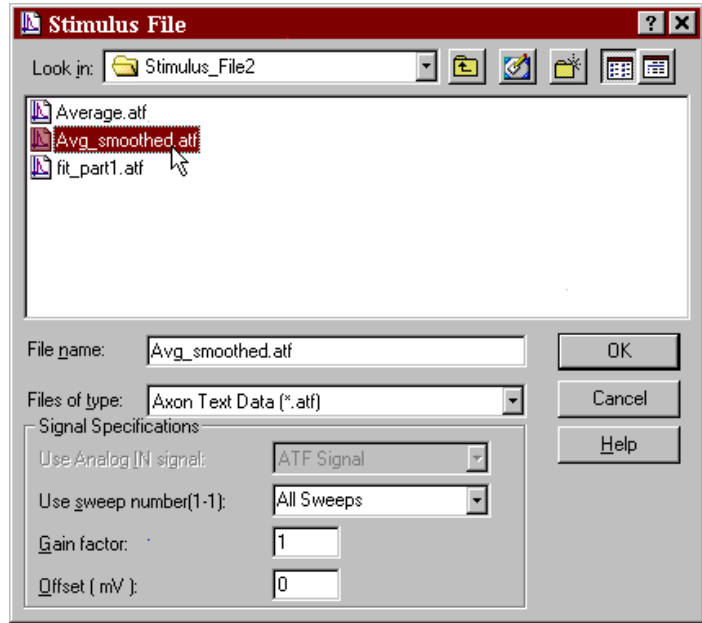 Stimulus File
Look in: Stimulus_File2
Average.atf
Avg_smoothed.atf
fit_part1.atf
File name: Avg_smoothed.atf OK
Files of type: Axon Text Data (*.atf) Cancel
Signal Specifications
Help
Use Analog IN signal: ATF Signal
Use sweep number(1-1): All Sweeps
Gain factor: 1
Offset ( mV ): 0